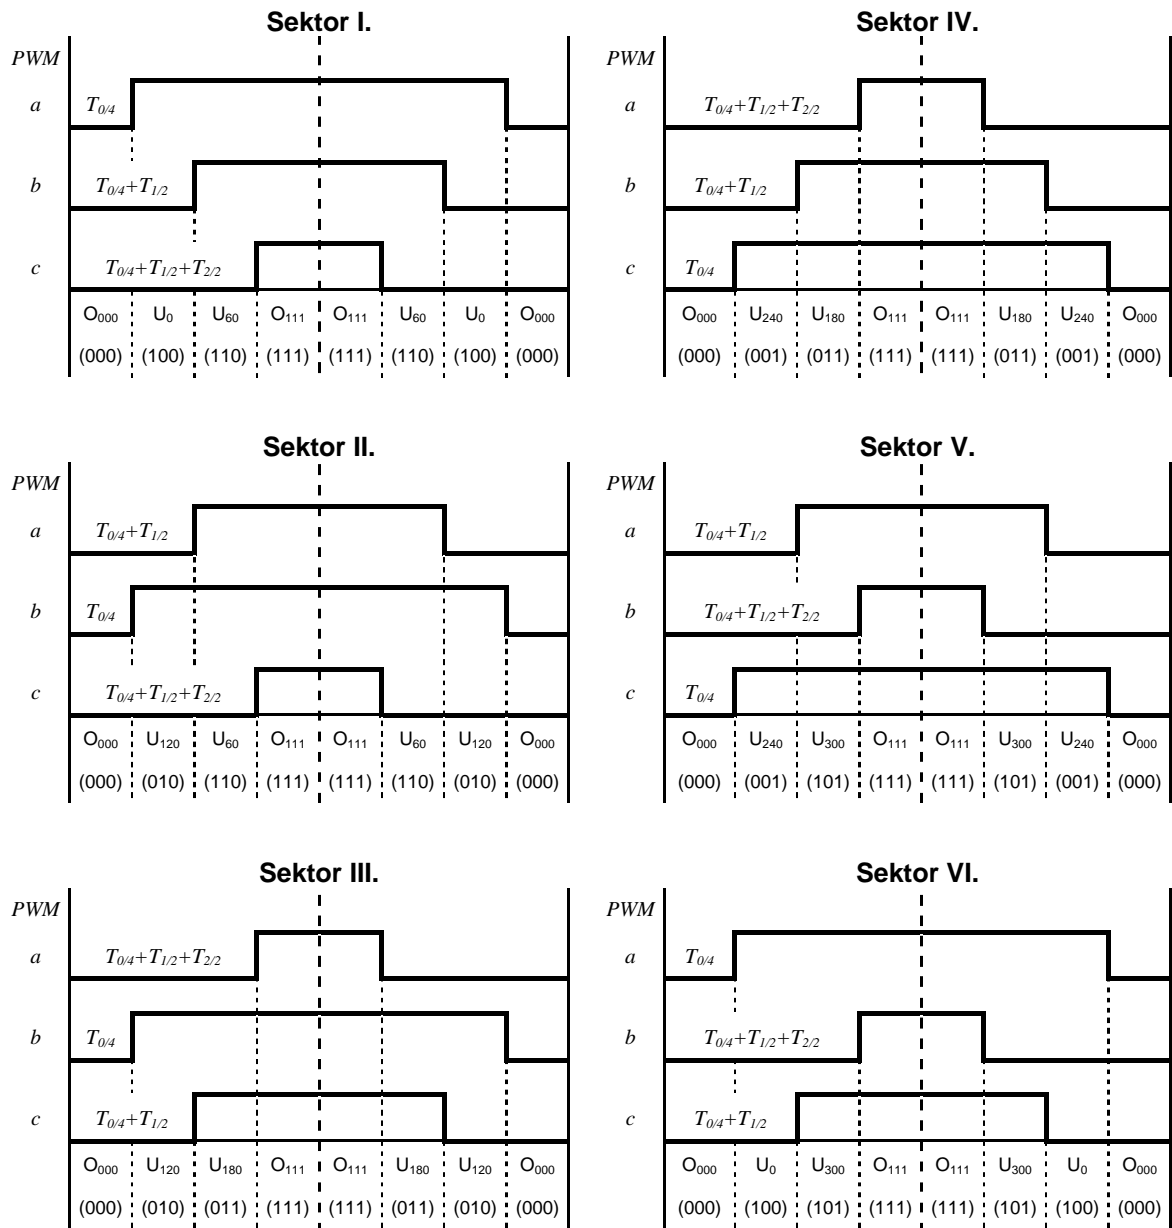 Sektor I.
PWM
a T0/4
b T0/4+T1/2
c T0/4+T1/2+T2/2
O000 U0 U60 O111 O111 U60 U0 O000
(000) (100) (110) (111) (111) (110) (100) (000)
Sektor IV.
PWM
a T0/4+T1/2+T2/2
b T0/4+T1/2
c T0/4
O000 U240 U180 O111 O111 U180 U240 O000
(000) (001) (011) (111) (111) (011) (001) (000)
Sektor II.
PWM
a T0/4+T1/2
b T0/4
c T0/4+T1/2+T2/2
O000 U120 U60 O111 O111 U60 U120 O000
(000) (010) (110) (111) (111) (110) (010) (000)
Sektor V.
PWM
a T0/4+T1/2
b T0/4+T1/2+T2/2
c T0/4
O000 U240 U300 O111 O111 U300 U240 O000
(000) (001) (101) (111) (111) (101) (001) (000)
Sektor III.
PWM
a T0/4+T1/2+T2/2
b T0/4
c T0/4+T1/2
O000 U120 U180 O111 O111 U180 U120 O000
(000) (010) (011) (111) (111) (011) (010) (000)
Sektor VI.
PWM
a T0/4
b T0/4+T1/2+T2/2
c T0/4+T1/2
O000 U0 U300 O111 O111 U300 U0 O000
(000) (100) (101) (111) (111) (101) (100) (000)